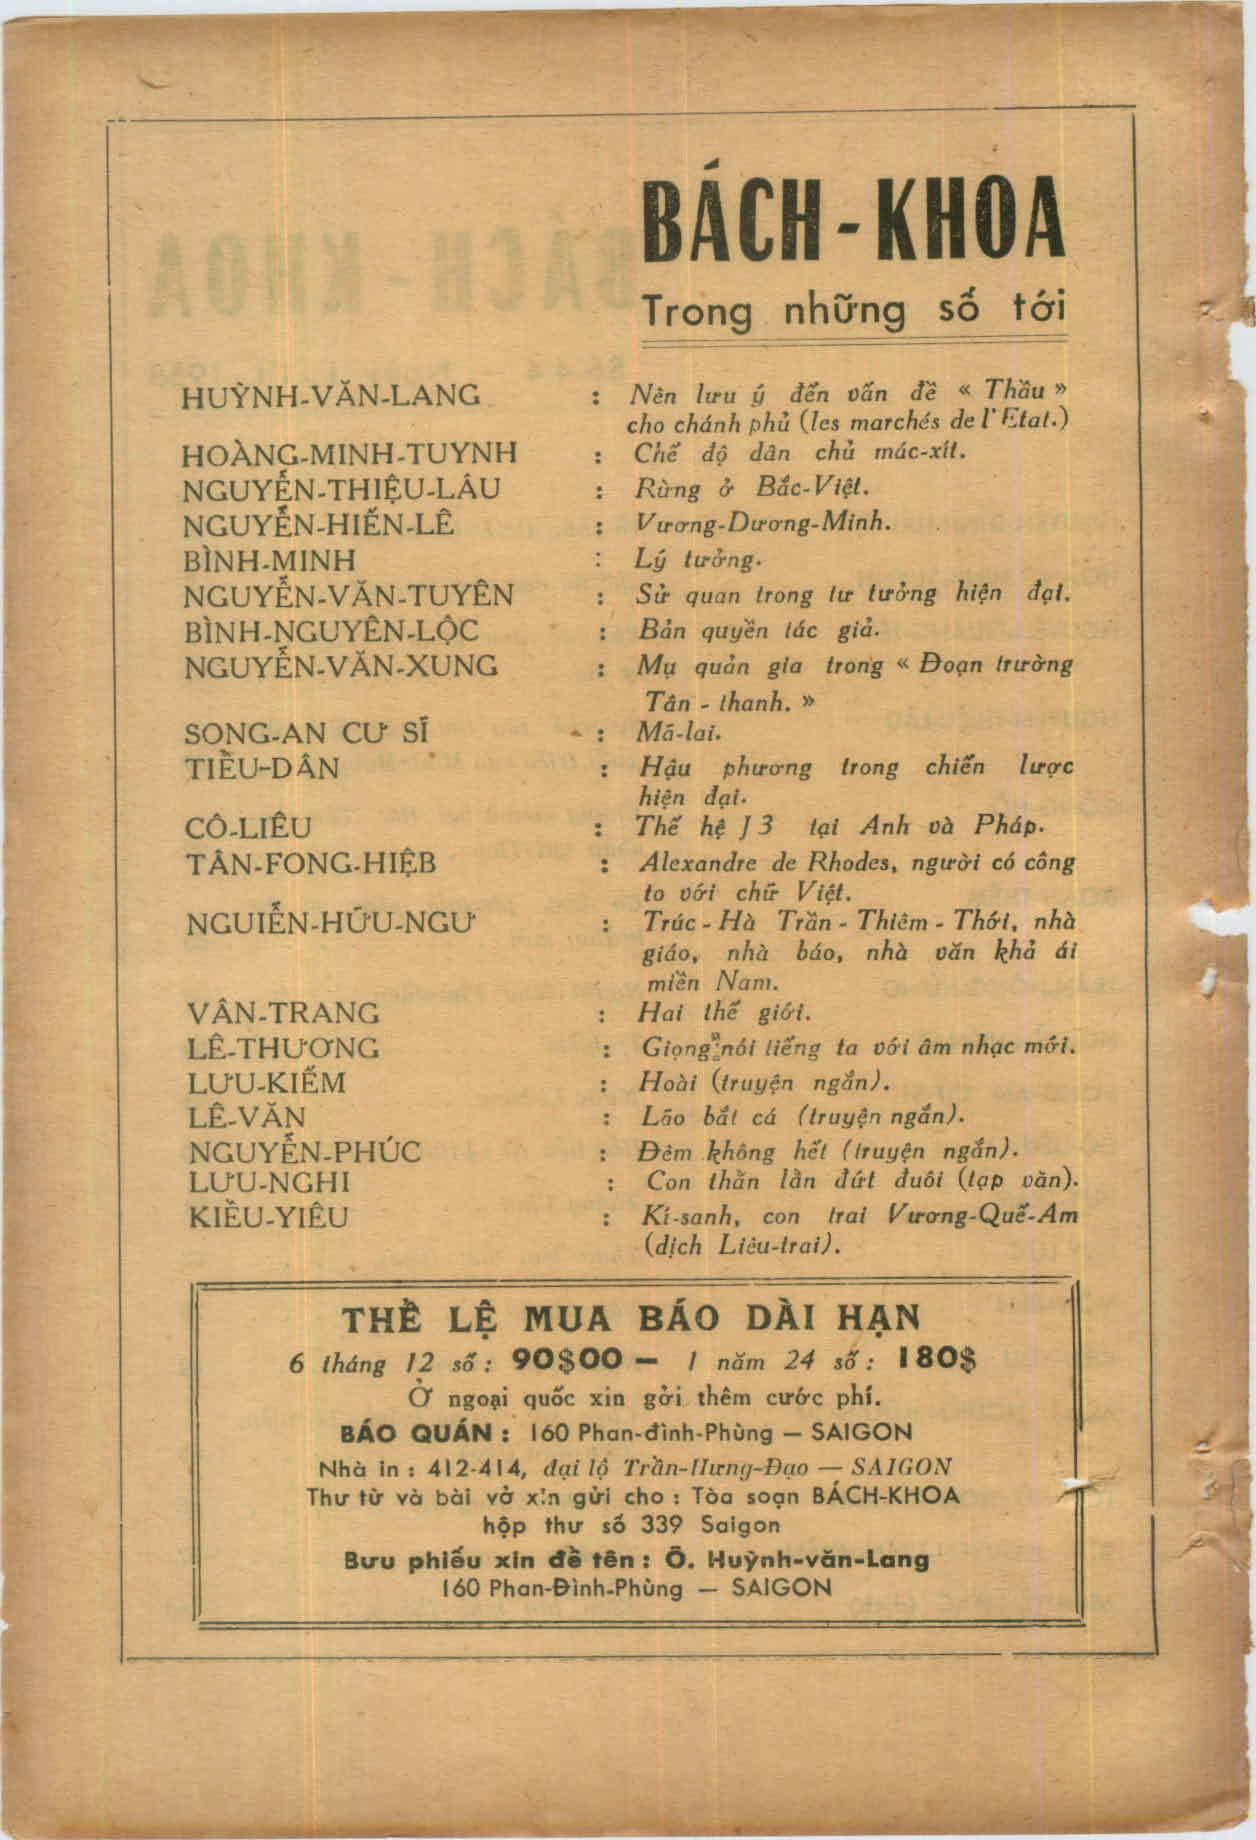 BÁCH - KHOA
Trong những số tới
HUỲNH-VĂN-LANG : Nên lưu ý đến vấn đề « Thầu »
cho chánh phủ (les marchés de l'Etat.)
HOÀNG-MINH-TUYNH : Chế độ dân chủ mác-xít.
NGUYỄN-THIỆU-LÂU : Rừng ở Bắc-Việt.
NGUYỄN-HIẾN-LÊ : Vương-Dương-Minh.
BÌNH-MINH : Lý tưởng.
NGUYỄN-VĂN-TUYÊN : Sử quan trong tư tưởng hiện đại.
BÌNH-NGUYÊN-LỘC : Bản quyền tác giả.
NGUYỄN-VĂN-XUNG : Mụ quản gia trong « Đoạn trường
Tân - thanh. »
SONG-AN CƯ SĨ : Mã-lai.
TIỀU-DÂN : Hậu phương trong chiến lược
hiện đại.
CÔ-LIÊU : Thế hệ J 3 tại Anh và Pháp.
TÂN-FONG-HIỆB : Alexandre de Rhodes, người có công
to với chữ Việt.
NGUIỄN-HỮU-NGƯ : Trúc - Hà Trần - Thiêm - Thới, nhà
giáo, nhà báo, nhà văn khả ái
miền Nam.
VÂN-TRANG : Hai thế giới.
LÊ-THƯƠNG : Giọng nói tiếng ta với âm nhạc mới.
LƯU-KIẾM : Hoài (truyện ngắn).
LÊ-VĂN : Lão bắt cá (truyện ngắn).
NGUYỄN-PHÚC : Đêm không hết (truyện ngắn).
LƯU-NGHI : Con thằn lằn đứt đuôi (tạp văn).
KIỀU-YIÊU : Kí-sanh, con trai Vương-Quế-Am
(dịch Liêu-trai).
THỀ LỆ MUA BÁO DÀI HẠN
6 tháng 12 số : 90$00 — 1 năm 24 số : 180$
Ở ngoại quốc xin gởi thêm cước phí.
BÁO QUÁN : 160 Phan-đình-Phùng — SAIGON
Nhà in : 412-414, đại lộ Trần-Hưng-Đạo — SAIGON
Thư từ và bài vở xin gửi cho : Tòa soạn BÁCH-KHOA
hộp thư số 339 Saigon
Bưu phiếu xin đề tên : Ô. Huỳnh-văn-Lang
160 Phan-Đình-Phùng — SAIGON